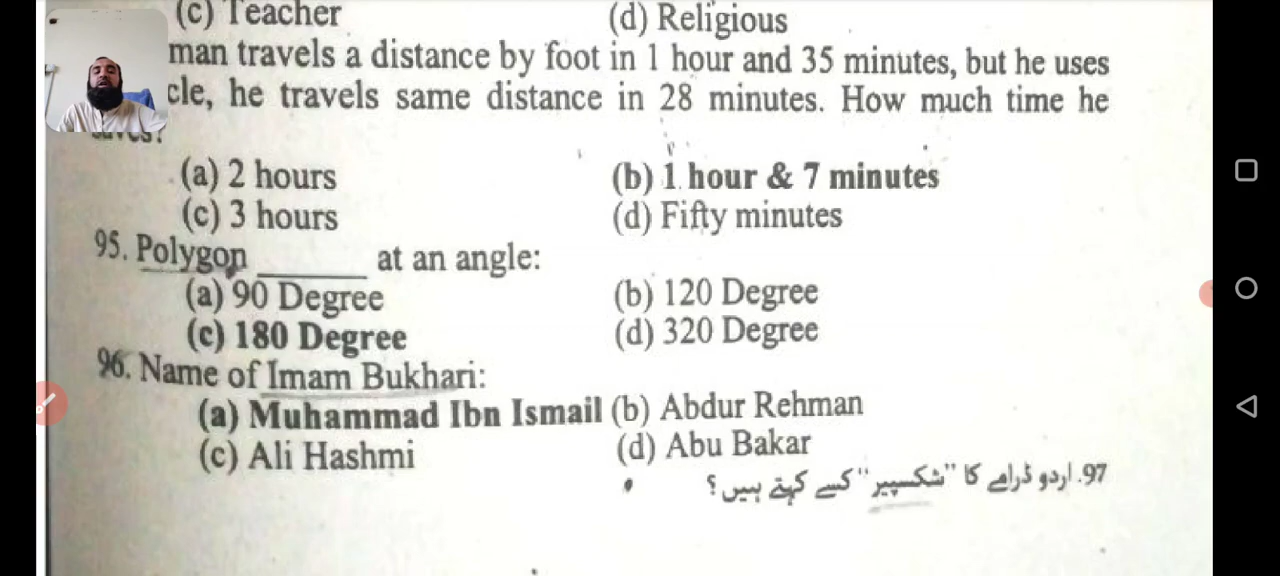 (c) Teacher (d) Religious
man travels a distance by foot in 1 hour and 35 minutes, but he uses
cle, he travels same distance in 28 minutes. How much time he
(a) 2 hours (b) 1 hour & 7 minutes
(c) 3 hours (d) Fifty minutes
95. Polygon ______ at an angle:
(a) 90 Degree (b) 120 Degree
(c) 180 Degree (d) 320 Degree
96. Name of Imam Bukhari:
(a) Muhammad Ibn Ismail (b) Abdur Rehman
(c) Ali Hashmi (d) Abu Bakar
97. اردو ڈرامے کا "شکسپیر" کسے کہتے ہیں؟